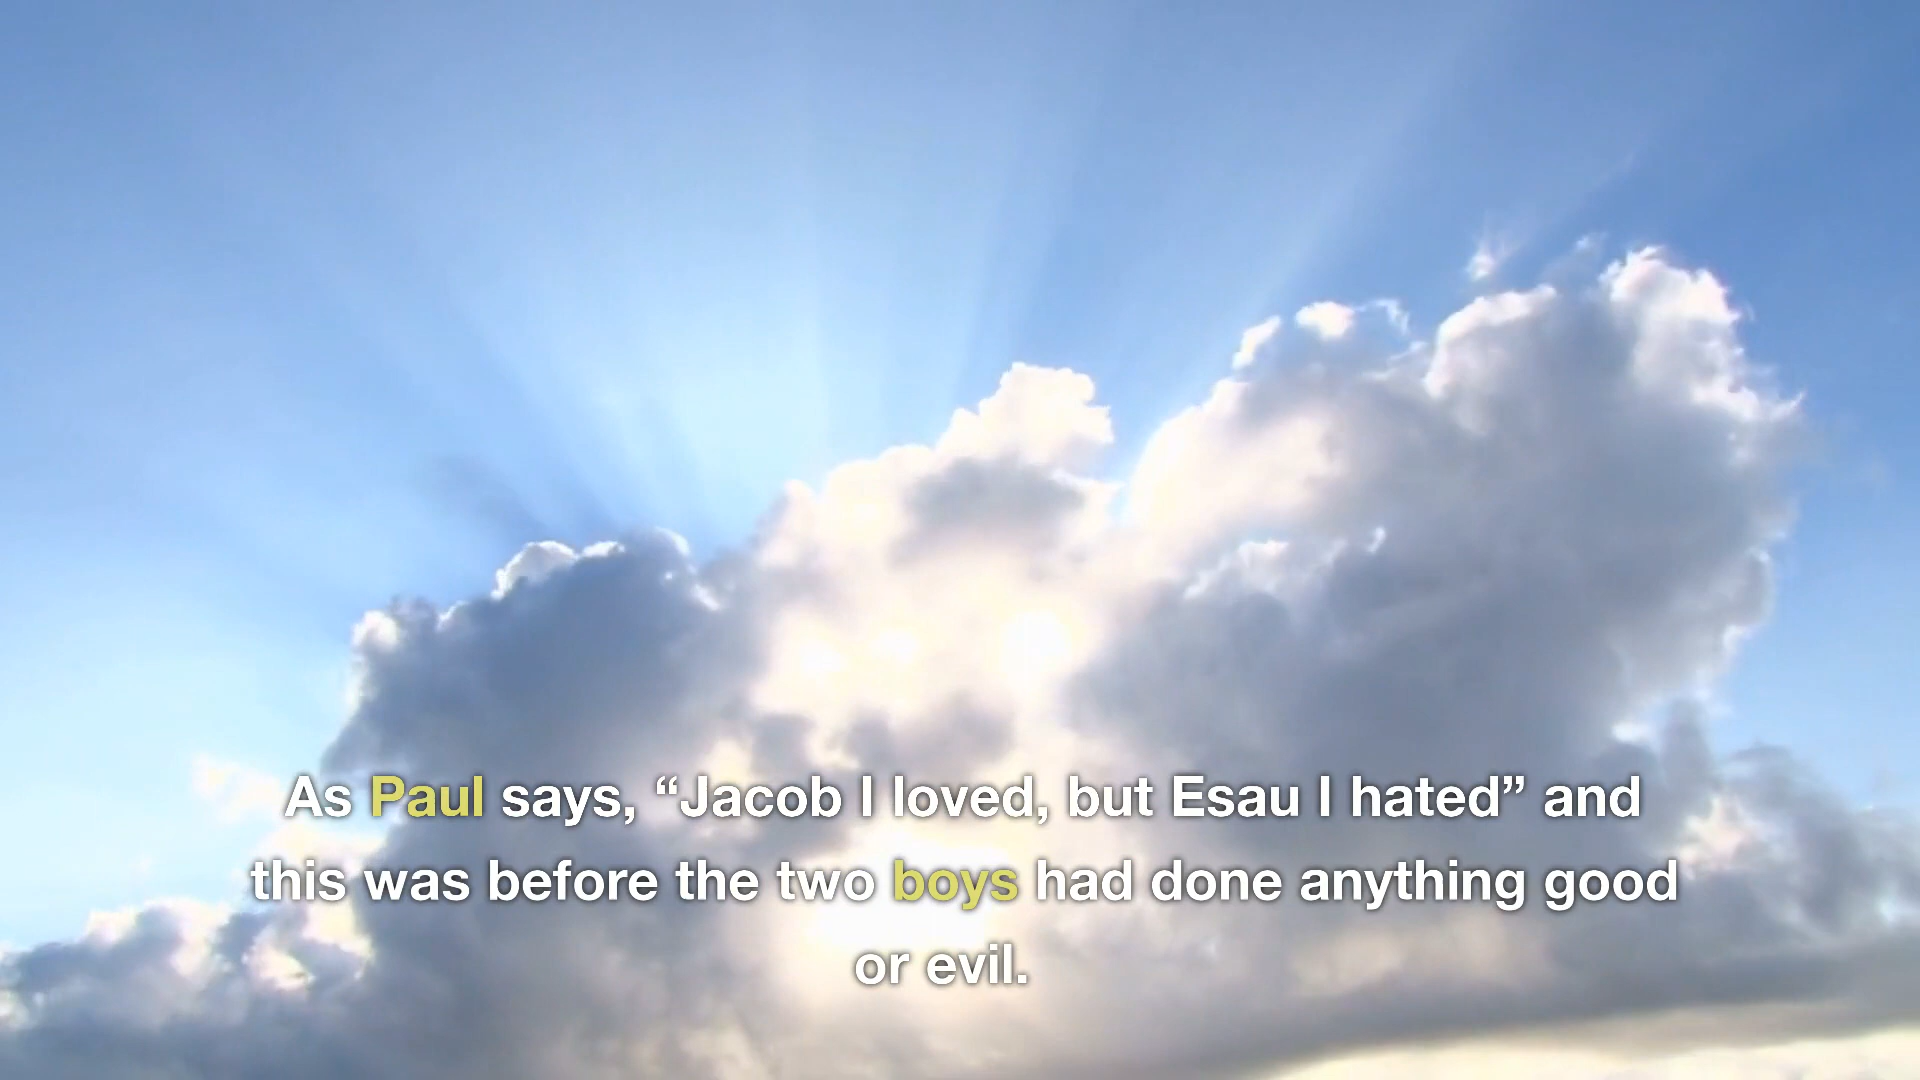 As Paul says, “Jacob I loved, but Esau I hated” and
this was before the two boys had done anything good
or evil.